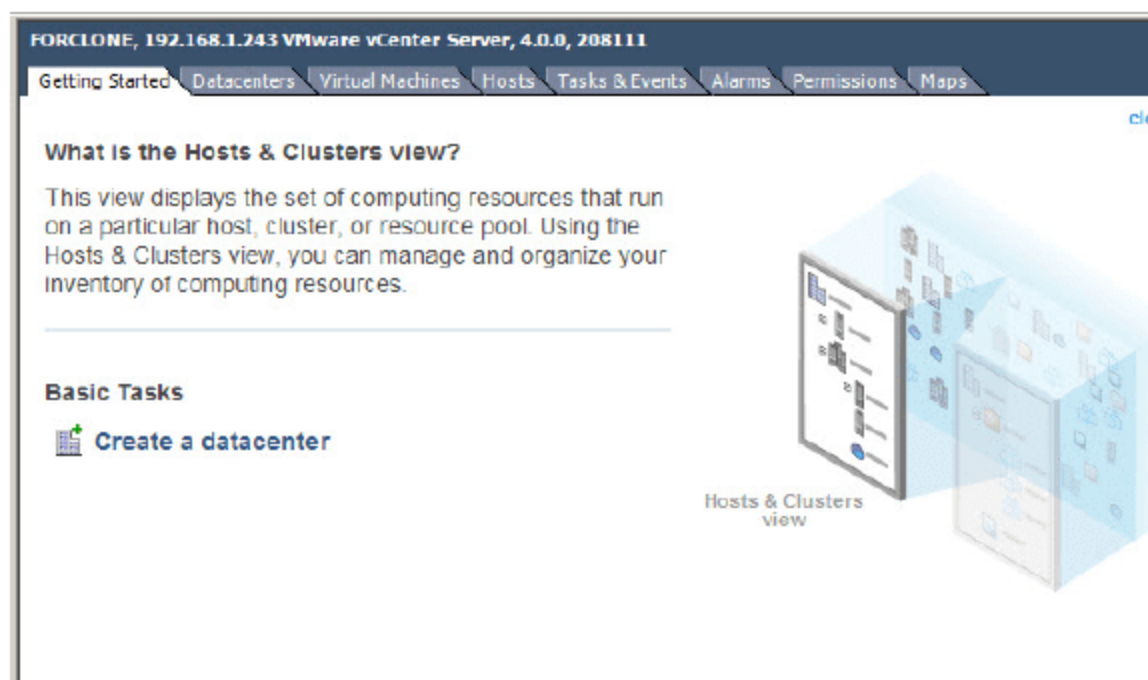 FORCLONE, 192.168.1.243 VMware vCenter Server, 4.0.0, 208111
Getting Started Datacenters Virtual Machines Hosts Tasks & Events Alarms Permissions Maps
What is the Hosts & Clusters view?
This view displays the set of computing resources that run
on a particular host, cluster, or resource pool. Using the
Hosts & Clusters view, you can manage and organize your
inventory of computing resources.
Basic Tasks
Create a datacenter
Hosts & Clusters
view